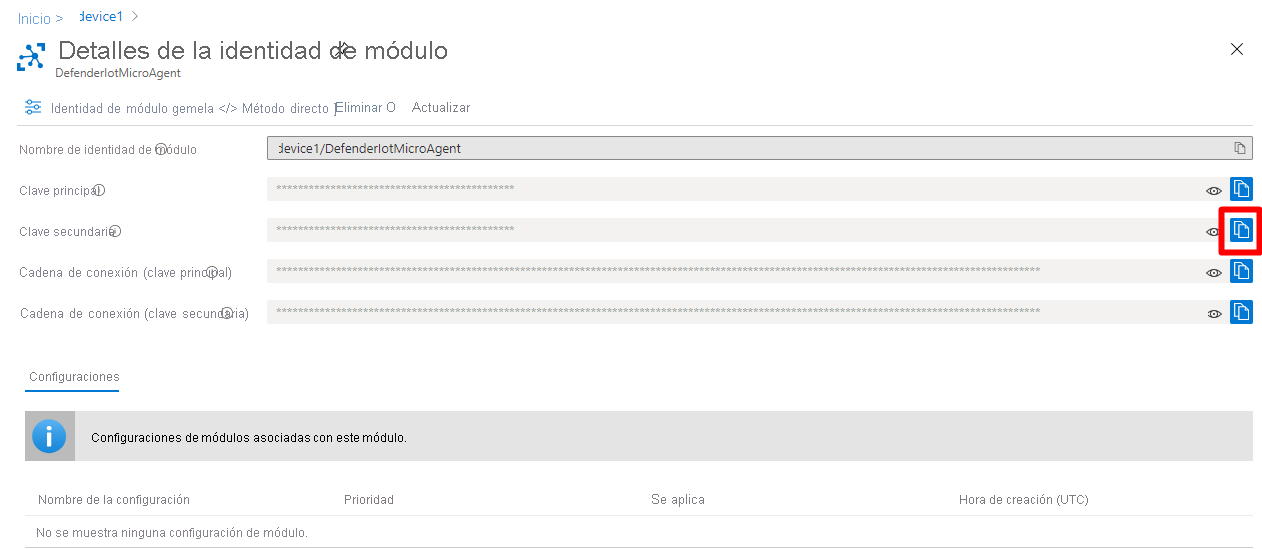 Inicio > device1 >
Detalles de la identidad de módulo
DefenderIotMicroAgent
Identidad de módulo gemela </> Método directo ] Eliminar O Actualizar
Nombre de identidad de módulo device1/DefenderIotMicroAgent
Clave principal ********************************************
Clave secundaria ********************************************
Cadena de conexión (clave principal) **********************************************************************************************************************************************
Cadena de conexión (clave secundaria) **********************************************************************************************************************************************
Configuraciones
Configuraciones de módulos asociadas con este módulo.
Nombre de la configuración Prioridad Se aplica Hora de creación (UTC)
No se muestra ninguna configuración de módulo.